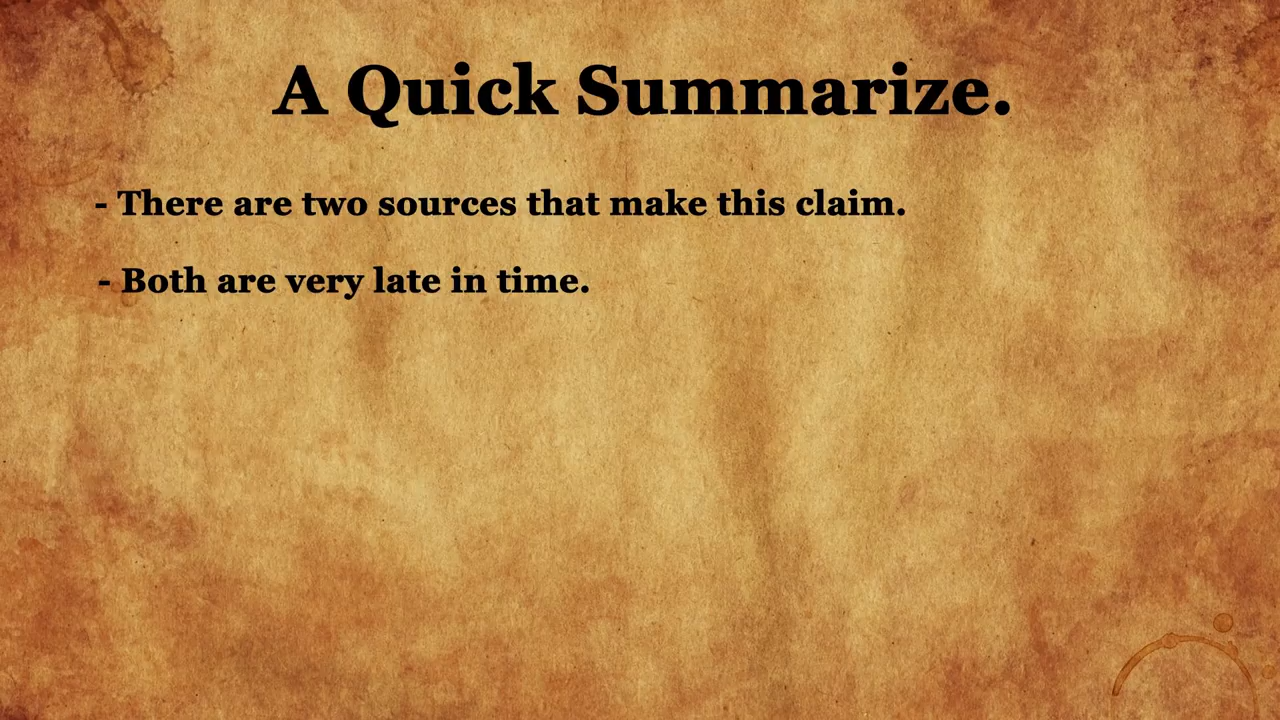 A Quick Summarize.
- There are two sources that make this claim.
- Both are very late in time.